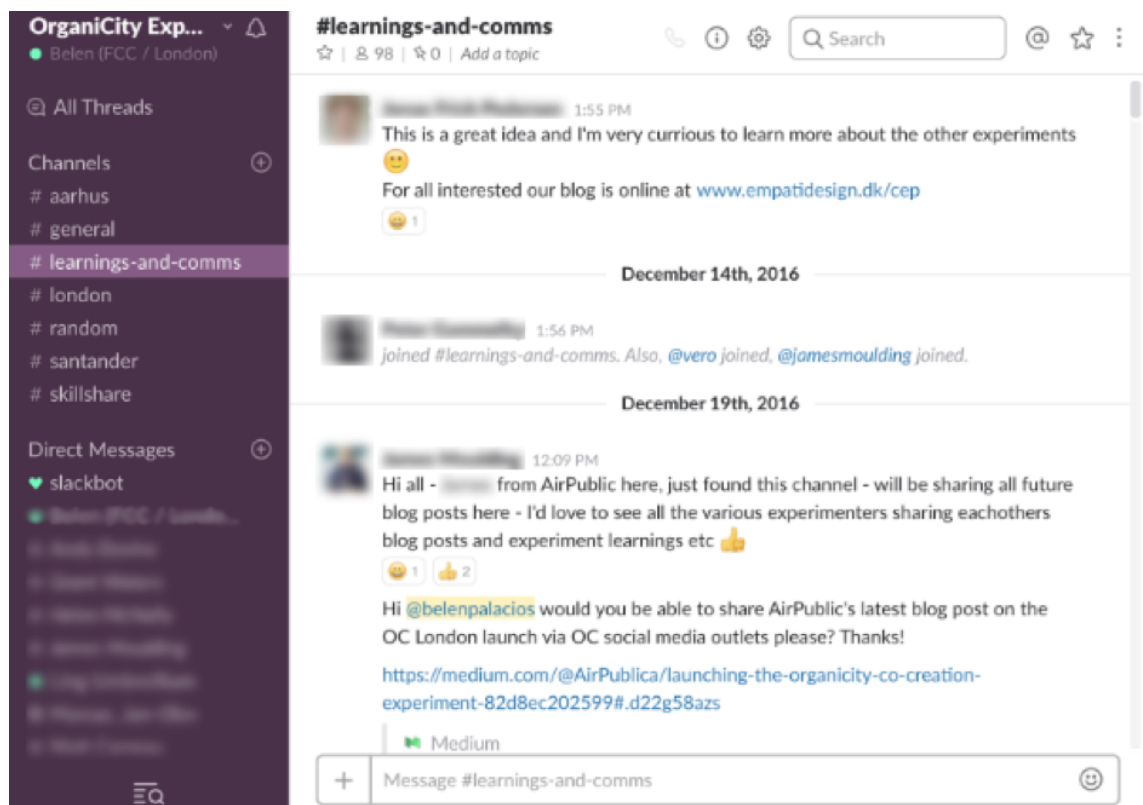 OrganiCity Exp...
Belen (FCC / London)
All Threads
Channels
# aarhus
# general
# learnings-and-comms
# london
# random
# santander
# skillshare
Direct Messages
slackbot
#learnings-and-comms
98 | 0 | Add a topic
Search
1:55 PM
This is a great idea and I'm very currious to learn more about the other experiments
For all interested our blog is online at www.empatidesign.dk/cep
1
December 14th, 2016
1:56 PM
joined #learnings-and-comms. Also, @vero joined, @jamesmoulding joined.
December 19th, 2016
12:09 PM
Hi all - from AirPublic here, just found this channel - will be sharing all future
blog posts here - I'd love to see all the various experimenters sharing eachothers
blog posts and experiment learnings etc
1 2
Hi @belenpalacios would you be able to share AirPublic's latest blog post on the
OC London launch via OC social media outlets please? Thanks!
https://medium.com/@AirPublica/launching-the-organicity-co-creation-
experiment-82d8ec202599#.d22g58azs
Medium
Message #learnings-and-comms